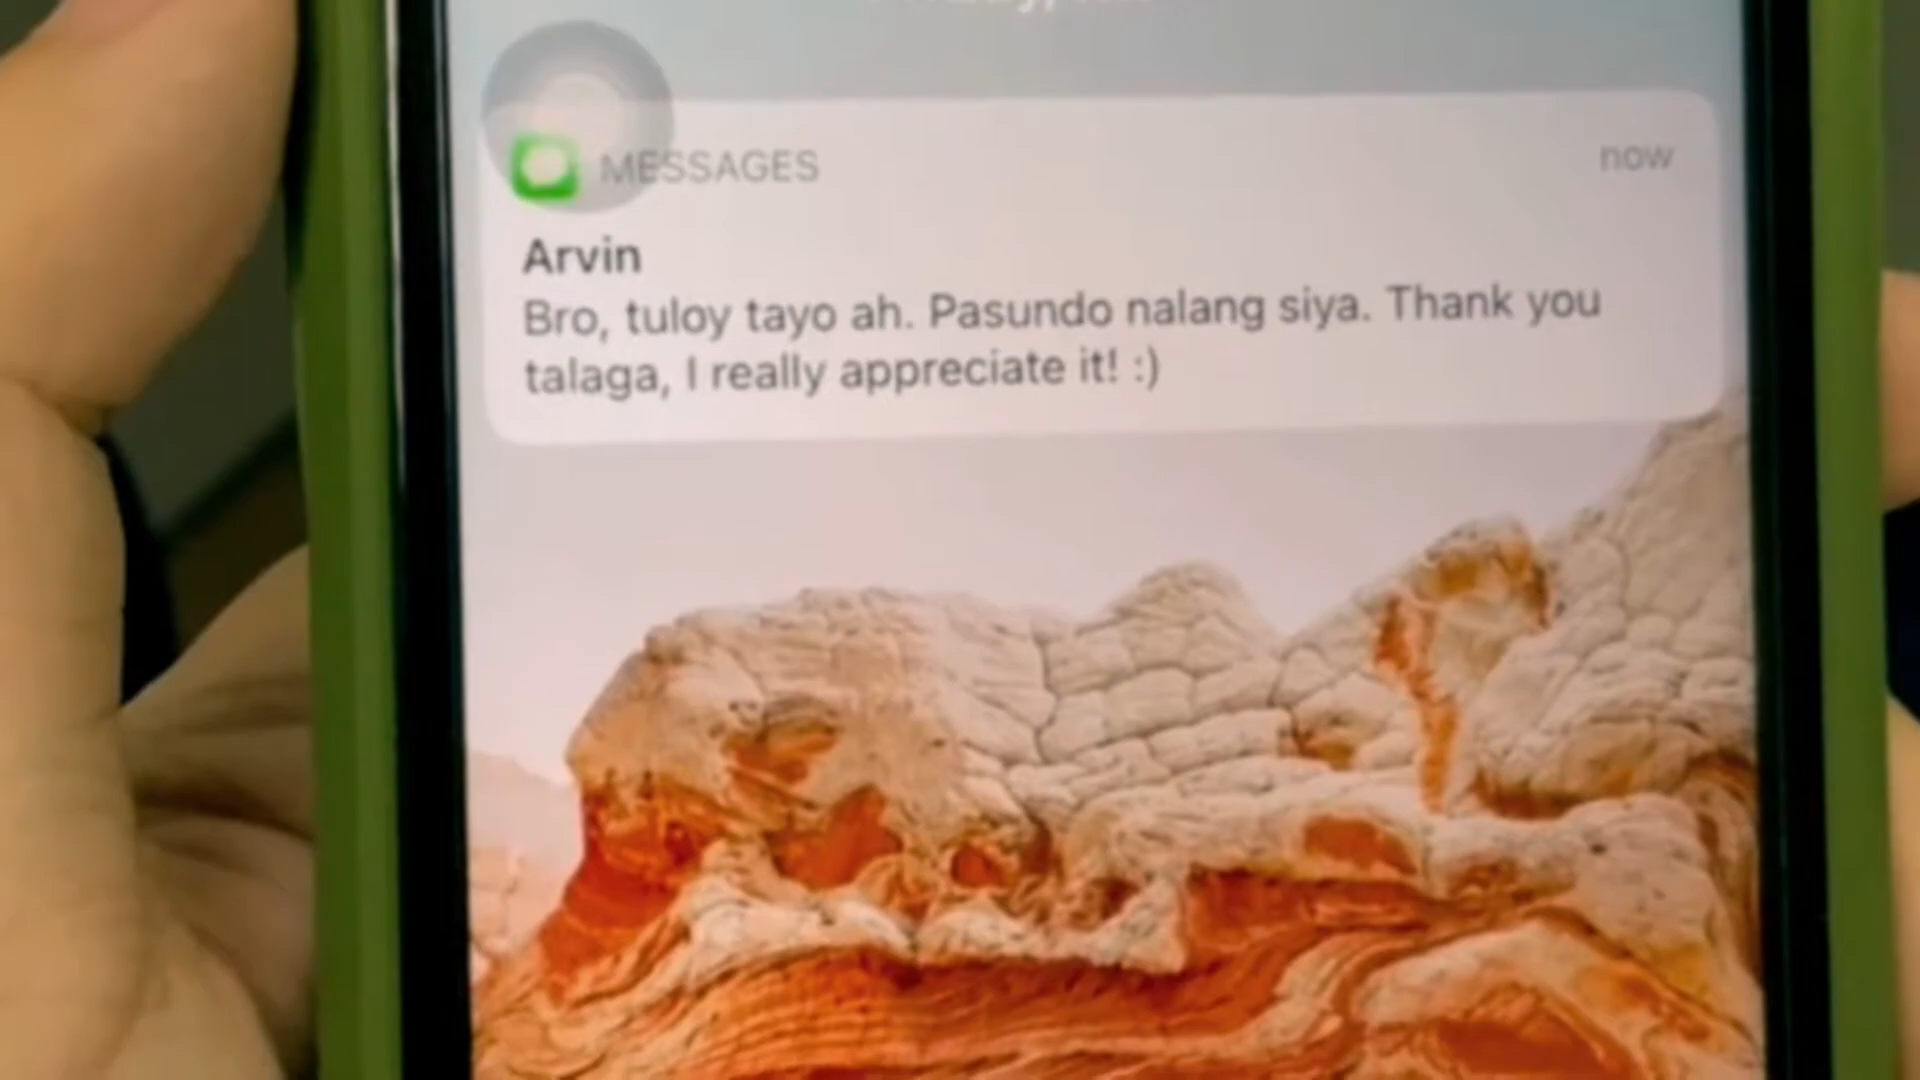 MESSAGES
now
Arvin
Bro, tuloy tayo ah. Pasundo nalang siya. Thank you
talaga, I really appreciate it! :)